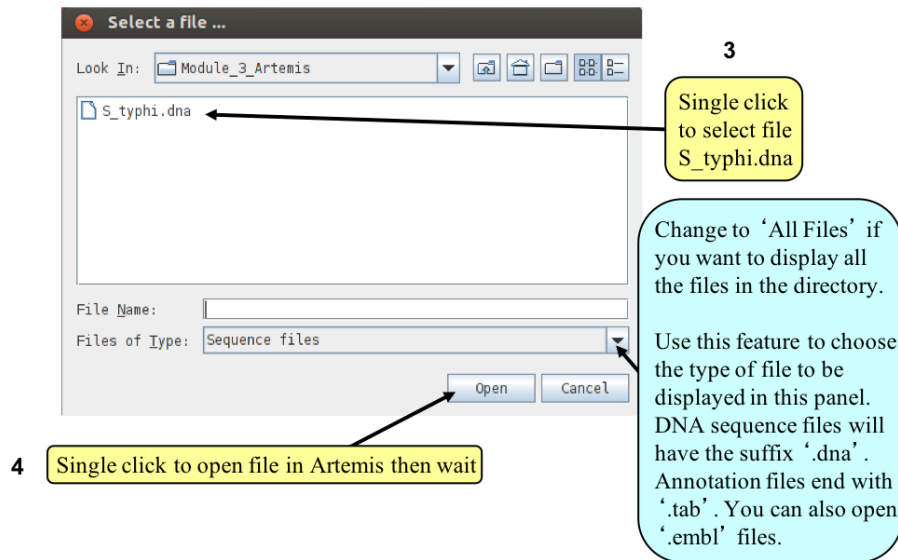 Select a file ...
Look In: Module_3_Artemis
S_typhi.dna
3
Single click
to select file
S_typhi.dna
Change to ‘All Files’ if
you want to display all
the files in the directory.
Use this feature to choose
the type of file to be
displayed in this panel.
DNA sequence files will
have the suffix ‘.dna’.
Annotation files end with
‘.tab’. You can also open
‘.embl’ files.
File Name:
Files of Type: Sequence files
Open Cancel
4 Single click to open file in Artemis then wait